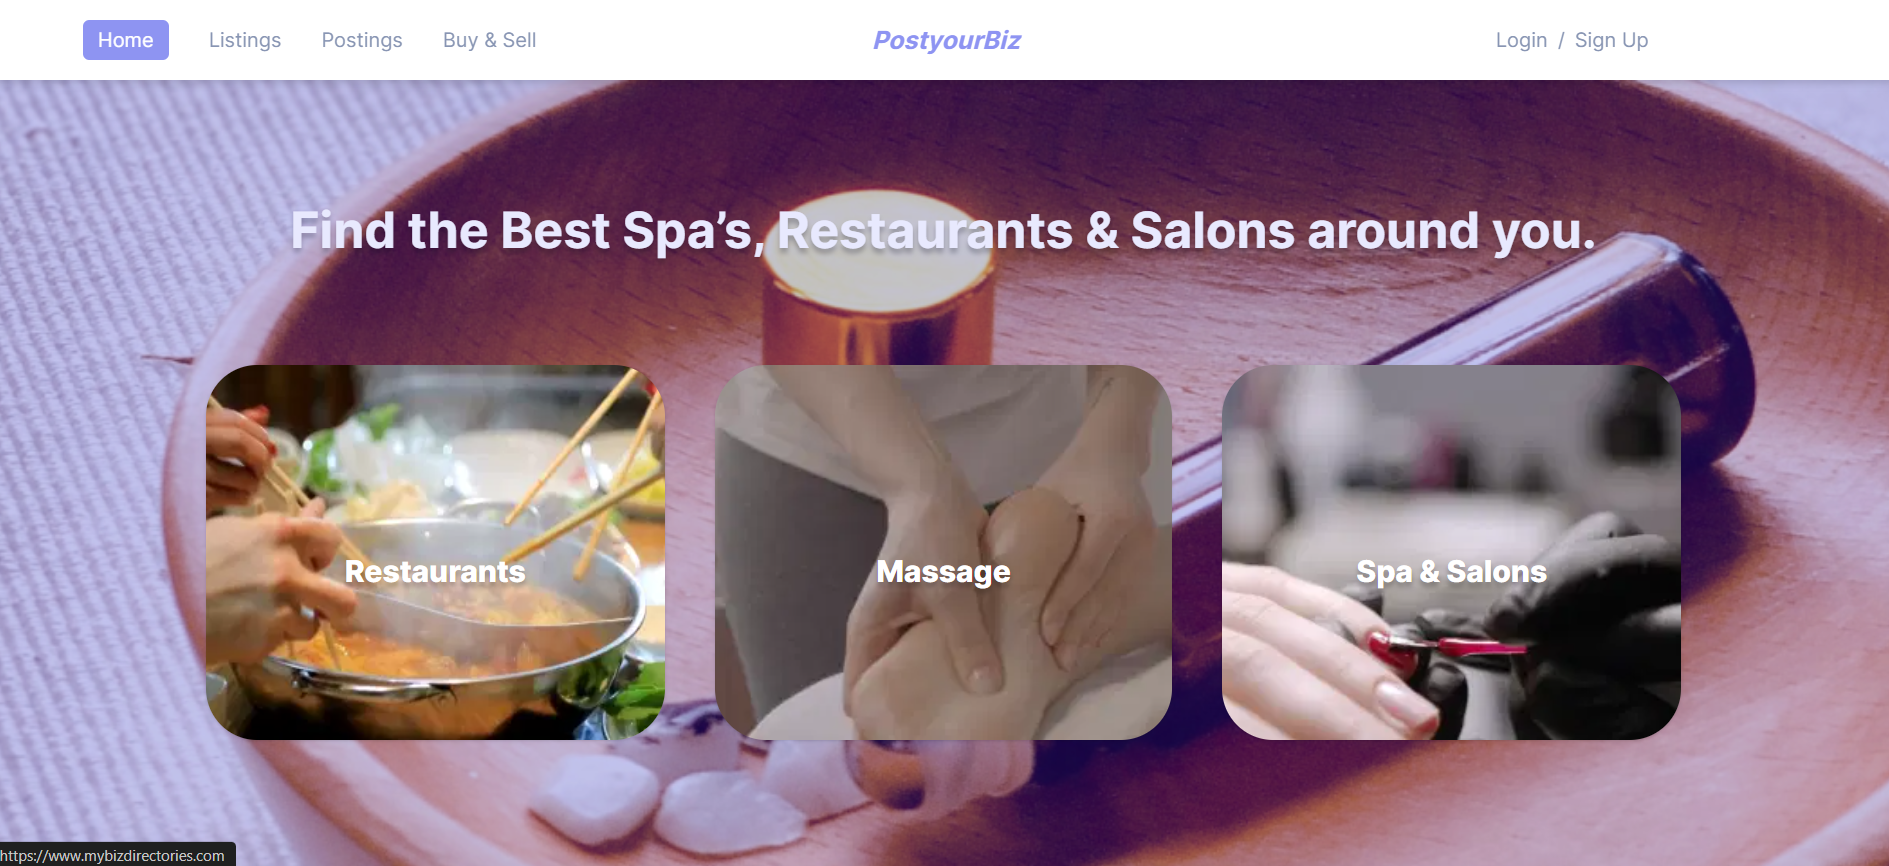 Home Listings Postings Buy & Sell PostyourBiz Login / Sign Up
Find the Best Spa’s, Restaurants & Salons around you.
Restaurants Massage Spa & Salons
https://www.mybizdirectories.com